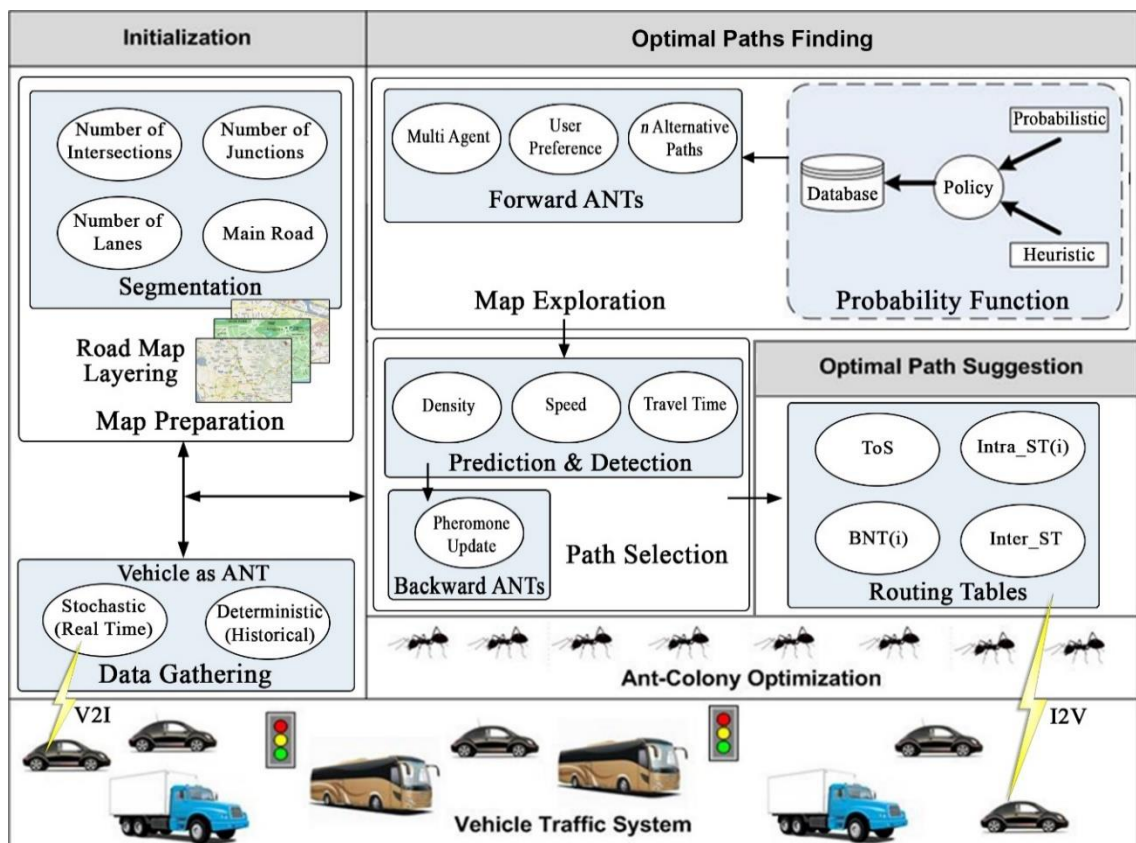 Initialization
Number of
Intersections
Number of
Junctions
Number of
Lanes
Main Road
Segmentation
Road Map
Layering
Map Preparation
Vehicle as ANT
Stochastic
(Real Time)
Deterministic
(Historical)
Data Gathering
Optimal Paths Finding
Multi Agent
User
Preference
n Alternative
Paths
Forward ANTs
Probabilistic
Policy
Database
Heuristic
Probability Function
Map Exploration
Density
Speed
Travel Time
Prediction & Detection
Pheromone
Update
Backward ANTs
Path Selection
Optimal Path Suggestion
ToS
Intra_ST(i)
BNT(i)
Inter_ST
Routing Tables
Ant-Colony Optimization
V2I
I2V
Vehicle Traffic System